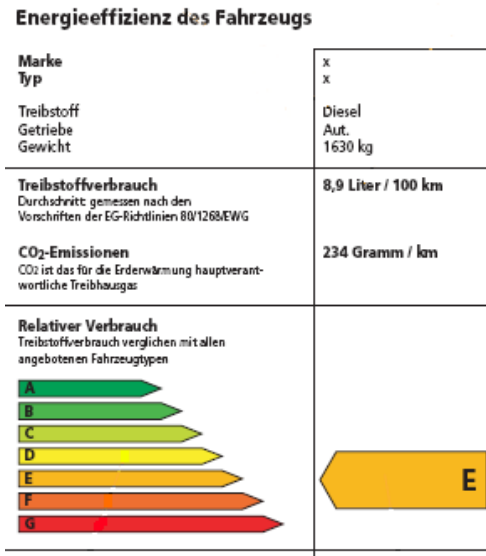 Energieeffizienz des Fahrzeugs
Marke x
Typ x
Treibstoff Diesel
Getriebe Aut.
Gewicht 1630 kg
Treibstoffverbrauch 8,9 Liter / 100 km
Durchschnitt gemessen nach den
Vorschriften der EG-Richtlinien 80/1268/EWG
CO2-Emissionen 234 Gramm / km
CO2 ist das für die Erderwärmung hauptverant-
wortliche Treibhausgas
Relativer Verbrauch
Treibstoffverbrauch verglichen mit allen
angebotenen Fahrzeugtypen
A
B
C
D
E E
F
G